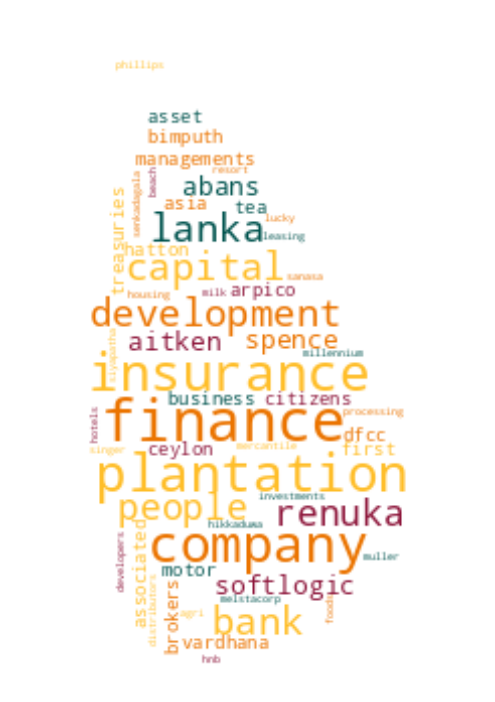 phillips
asset
bimputh
managements
resort
beach
senkadagala
abans
treasuries
asia
tea
lucky
lanka
leasing
hatton
capital
sanasa
housing
milk
arpico
development
aitken
spence
siyapatha
millennium
insurance
business
citizens
finance
processing
hotels
dfcc
singer
ceylon
mercantile
first
plantation
people
investments
renuka
hikkaduwa
company
developers
associated
muller
motor
distributors
brokers
softlogic
melstacorp
foods
agri
bank
vardhana
hnb